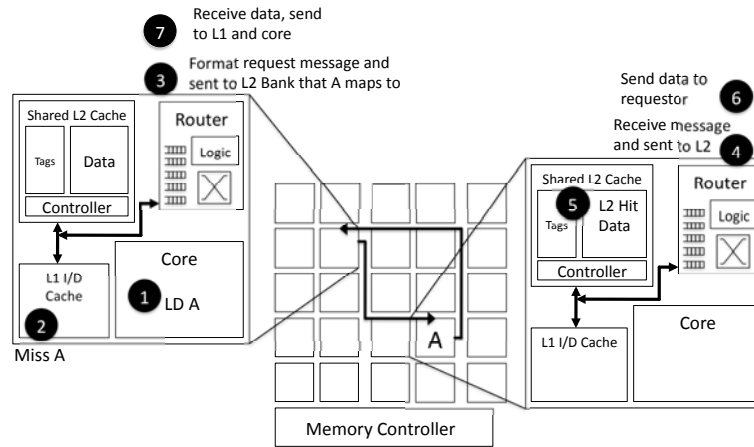 7
Receive data, send
to L1 and core
3
Format request message and
sent to L2 Bank that A maps to
Shared L2 Cache
Tags
Data
Controller
Router
Logic
L1 I/D
Cache
2
Miss A
Core
1
LD A
A
Memory Controller
Send data to
requestor
6
Receive message
and sent to L2
4
Shared L2 Cache
5
Tags
L2 Hit
Data
Controller
Router
Logic
L1 I/D Cache
Core